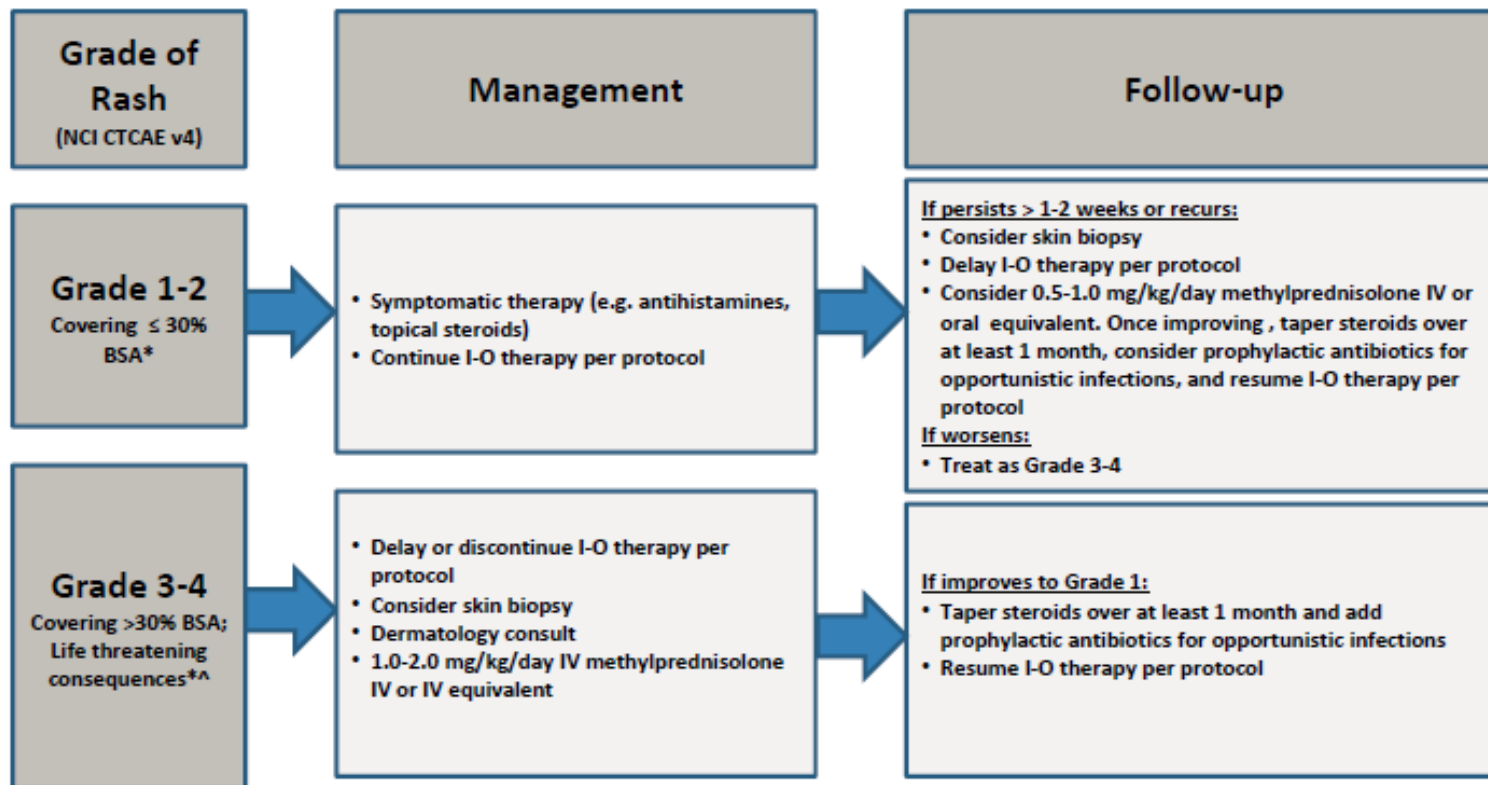 Grade of
Rash
(NCI CTCAE v4)
Management
Follow-up
Grade 1-2
Covering ≤ 30%
BSA*
• Symptomatic therapy (e.g. antihistamines,
topical steroids)
• Continue I-O therapy per protocol
If persists > 1-2 weeks or recurs:
• Consider skin biopsy
• Delay I-O therapy per protocol
• Consider 0.5-1.0 mg/kg/day methylprednisolone IV or
oral equivalent. Once improving , taper steroids over
at least 1 month, consider prophylactic antibiotics for
opportunistic infections, and resume I-O therapy per
protocol
If worsens:
• Treat as Grade 3-4
Grade 3-4
Covering >30% BSA;
Life threatening
consequences*^
• Delay or discontinue I-O therapy per
protocol
• Consider skin biopsy
• Dermatology consult
• 1.0-2.0 mg/kg/day IV methylprednisolone
IV or IV equivalent
If improves to Grade 1:
• Taper steroids over at least 1 month and add
prophylactic antibiotics for opportunistic infections
• Resume I-O therapy per protocol